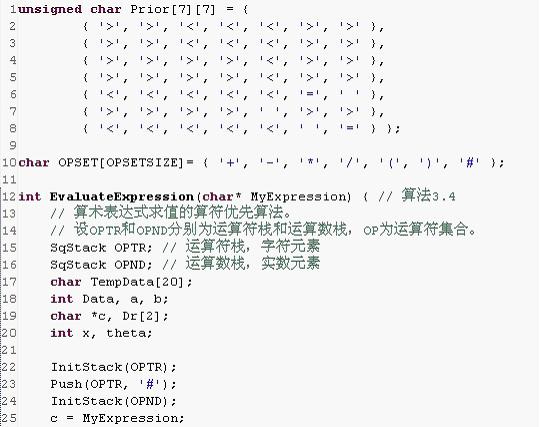 1unsigned char Prior[7][7] = {
2 { '>', '>', '<', '<', '<', '>', '>' },
3 { '>', '>', '<', '<', '<', '>', '>' },
4 { '>', '>', '>', '>', '<', '>', '>' },
5 { '>', '>', '>', '>', '<', '>', '>' },
6 { '<', '<', '<', '<', '<', '=', ' ' },
7 { '>', '>', '>', '>', ' ', '>', '>' },
8 { '<', '<', '<', '<', '<', ' ', '=' } };
9
10char OPSET[OPSETSIZE]= { '+', '-', '*', '/', '(', ')', '#' };
11
12int EvaluateExpression(char* MyExpression) { // 算法3.4
13 // 算术表达式求值的算符优先算法。
14 // 设OPTR和OPND分别为运算符栈和运算数栈，OP为运算符集合。
15 SqStack OPTR; // 运算符栈，字符元素
16 SqStack OPND; // 运算数栈，实数元素
17 char TempData[20];
18 int Data, a, b;
19 char *c, Dr[2];
20 int x, theta;
21
22 InitStack(OPTR);
23 Push(OPTR, '#');
24 InitStack(OPND);
25 c = MyExpression;